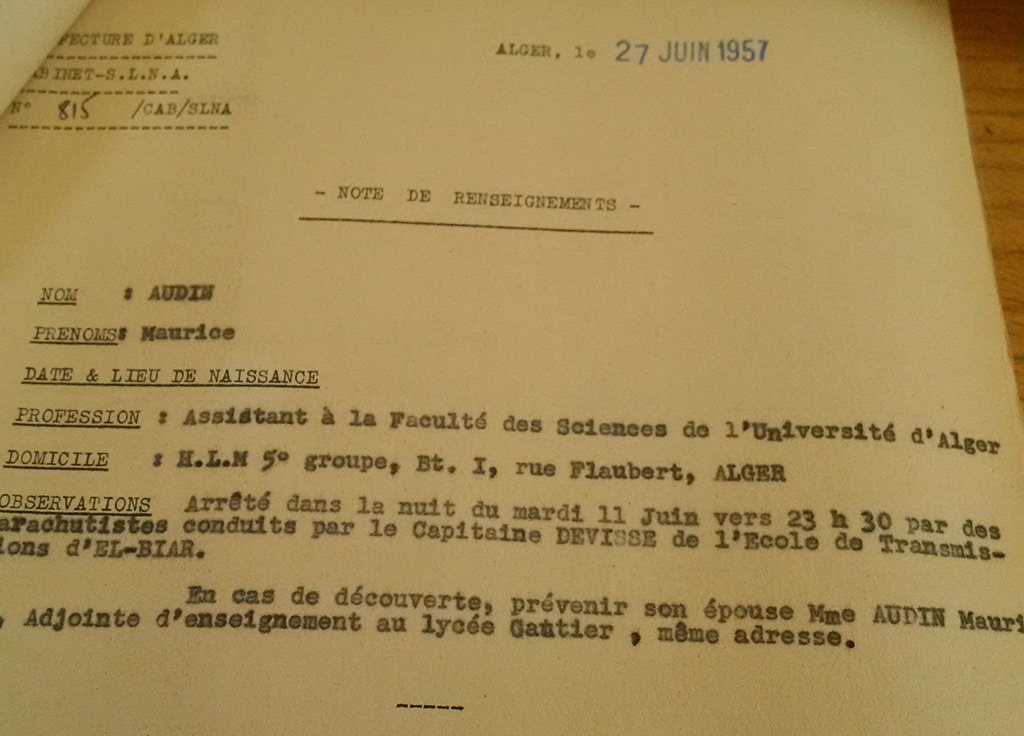 FECTURE D'ALGER
BINET-S.L.N.A.
N° 815 /CAB/SLNA
ALGER, le 27 JUIN 1957
- NOTE DE RENSEIGNEMENTS -
NOM : AUDIN
PRENOMS: Maurice
DATE & LIEU DE NAISSANCE
PROFESSION : Assistant à la Faculté des Sciences de l'Université d'Alger
DOMICILE : H.L.M 5° groupe, Bt. I, rue Flaubert, ALGER
OBSERVATIONS Arrêté dans la nuit du mardi 11 Juin vers 23 h 30 par des
arachutistes conduits par le Capitaine DEVISSE de l'Ecole de Transmis-
ions d'EL-BIAR.
En cas de découverte, prévenir son épouse Mme AUDIN Mauri
, Adjointe d'enseignement au lycée Gautier , même adresse.